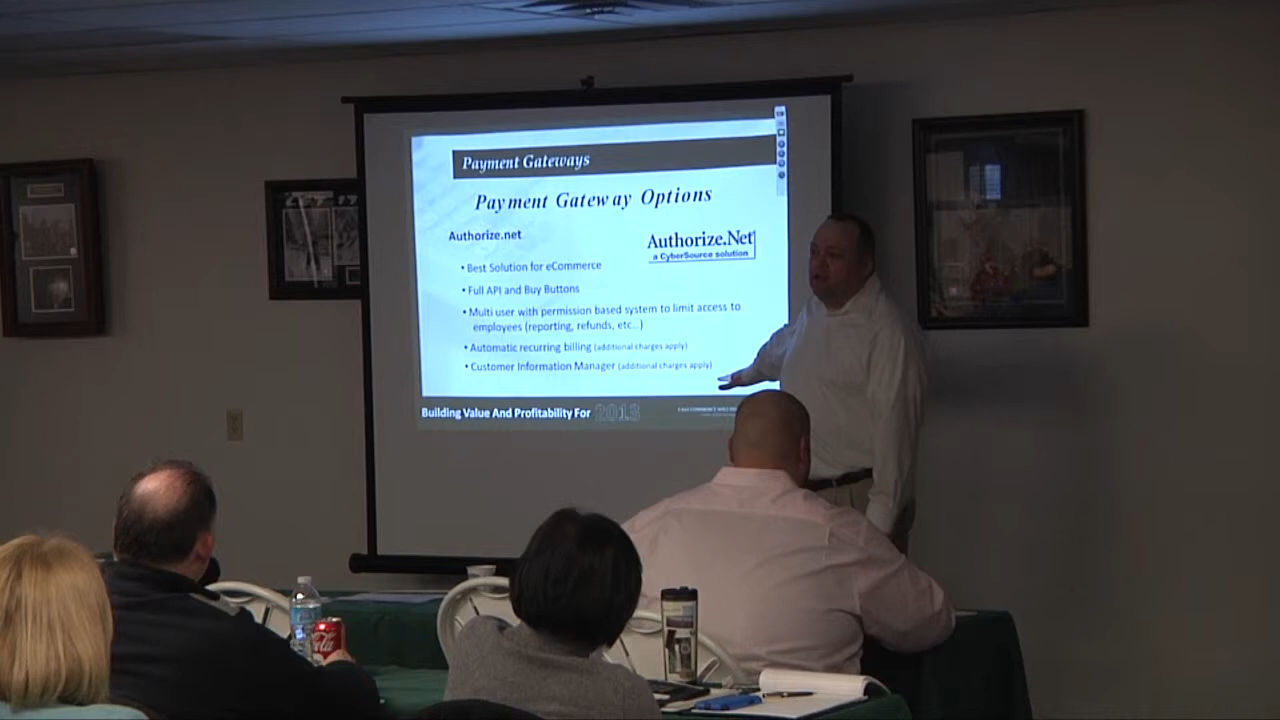 Payment Gateways
Payment Gateway Options
Authorize.net
Authorize.Net
a CyberSource solution
• Best Solution for eCommerce
• Full API and Buy Buttons
• Multi user with permission based system to limit access to
employees (reporting, refunds, etc...)
• Automatic recurring billing (additional charges apply)
• Customer Information Manager (additional charges apply)
Building Value And Profitability For 2013